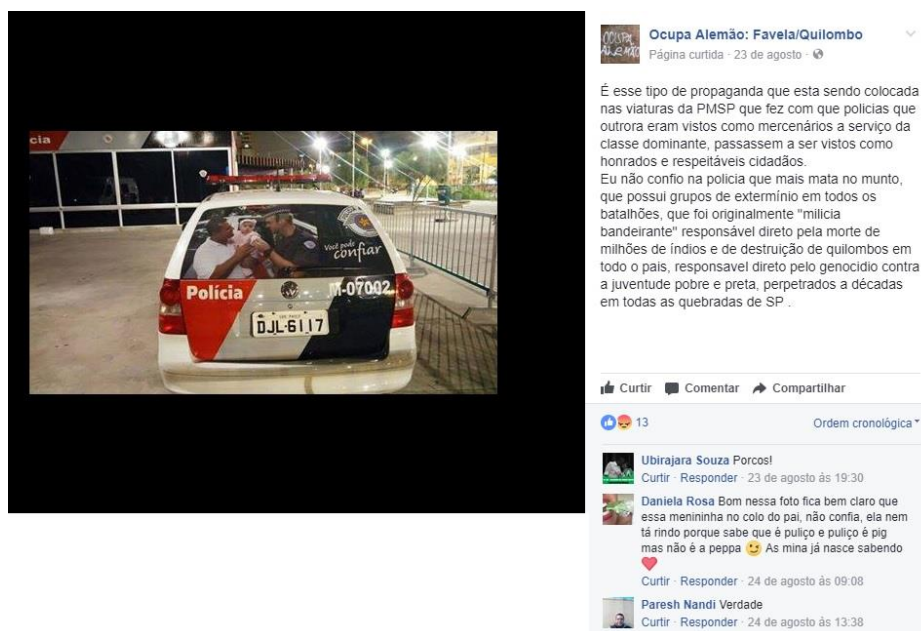 cia
Você pode
confiar
Polícia
M-07002
DJL-6117
Ocupa Alemão: Favela/Quilombo
Página curtida · 23 de agosto ·
É esse tipo de propaganda que esta sendo colocada
nas viaturas da PMSP que fez com que policias que
outrora eram vistos como mercenários a serviço da
classe dominante, passassem a ser vistos como
honrados e respeitáveis cidadãos.
Eu não confio na policia que mais mata no munto,
que possui grupos de extermínio em todos os
batalhões, que foi originalmente "milicia
bandeirante" responsável direto pela morte de
milhões de índios e de destruição de quilombos em
todo o pais, responsavel direto pelo genocidio contra
a juventude pobre e preta, perpetrados a décadas
em todas as quebradas de SP .
Curtir Comentar Compartilhar
13 Ordem cronológica
Ubirajara Souza Porcos!
Curtir · Responder · 23 de agosto às 19:30
Daniela Rosa Bom nessa foto fica bem claro que
essa menininha no colo do pai, não confia, ela nem
tá rindo porque sabe que é puliço e puliço é pig
mas não é a peppa 😉 As mina já nasce sabendo
❤
Curtir · Responder · 24 de agosto às 09:08
Paresh Nandi Verdade
Curtir · Responder · 24 de agosto às 13:38